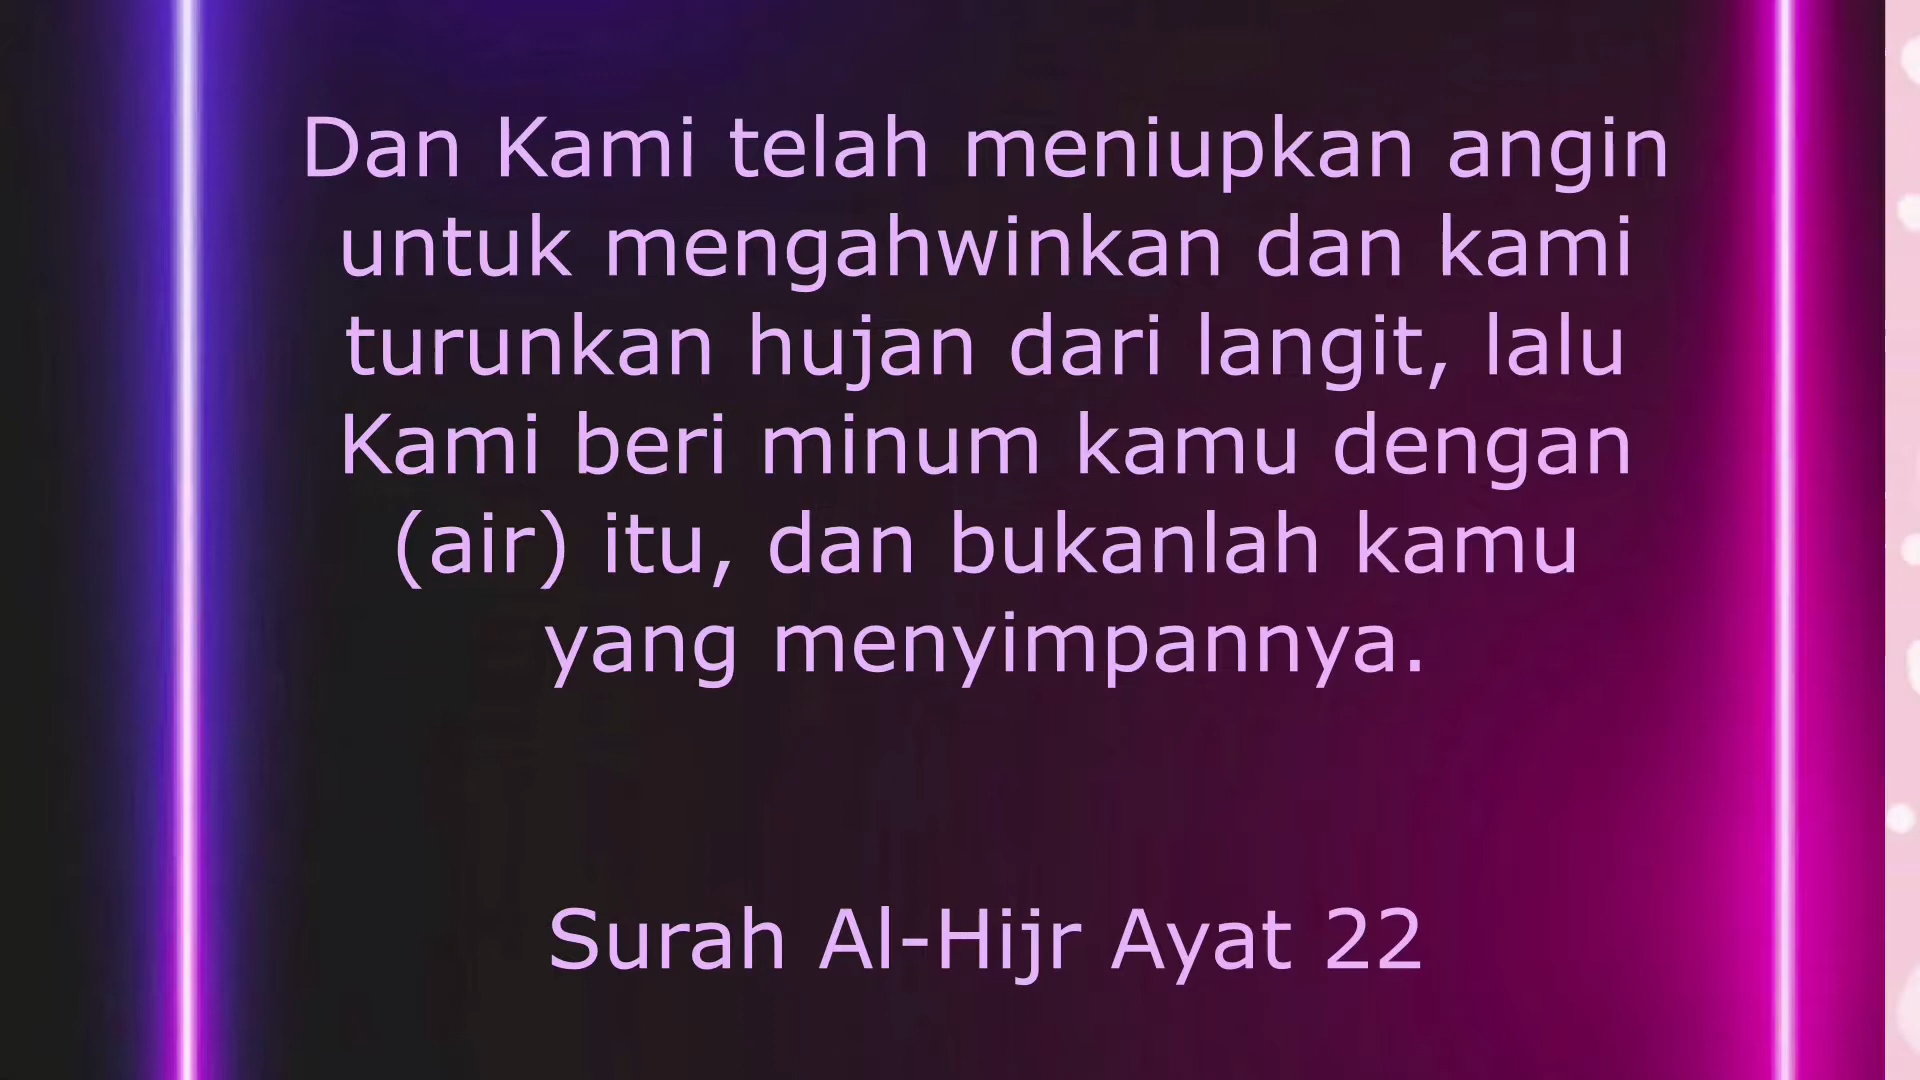 Dan Kami telah meniupkan angin
untuk mengahwinkan dan kami
turunkan hujan dari langit, lalu
Kami beri minum kamu dengan
(air) itu, dan bukanlah kamu
yang menyimpannya.
Surah Al-Hijr Ayat 22